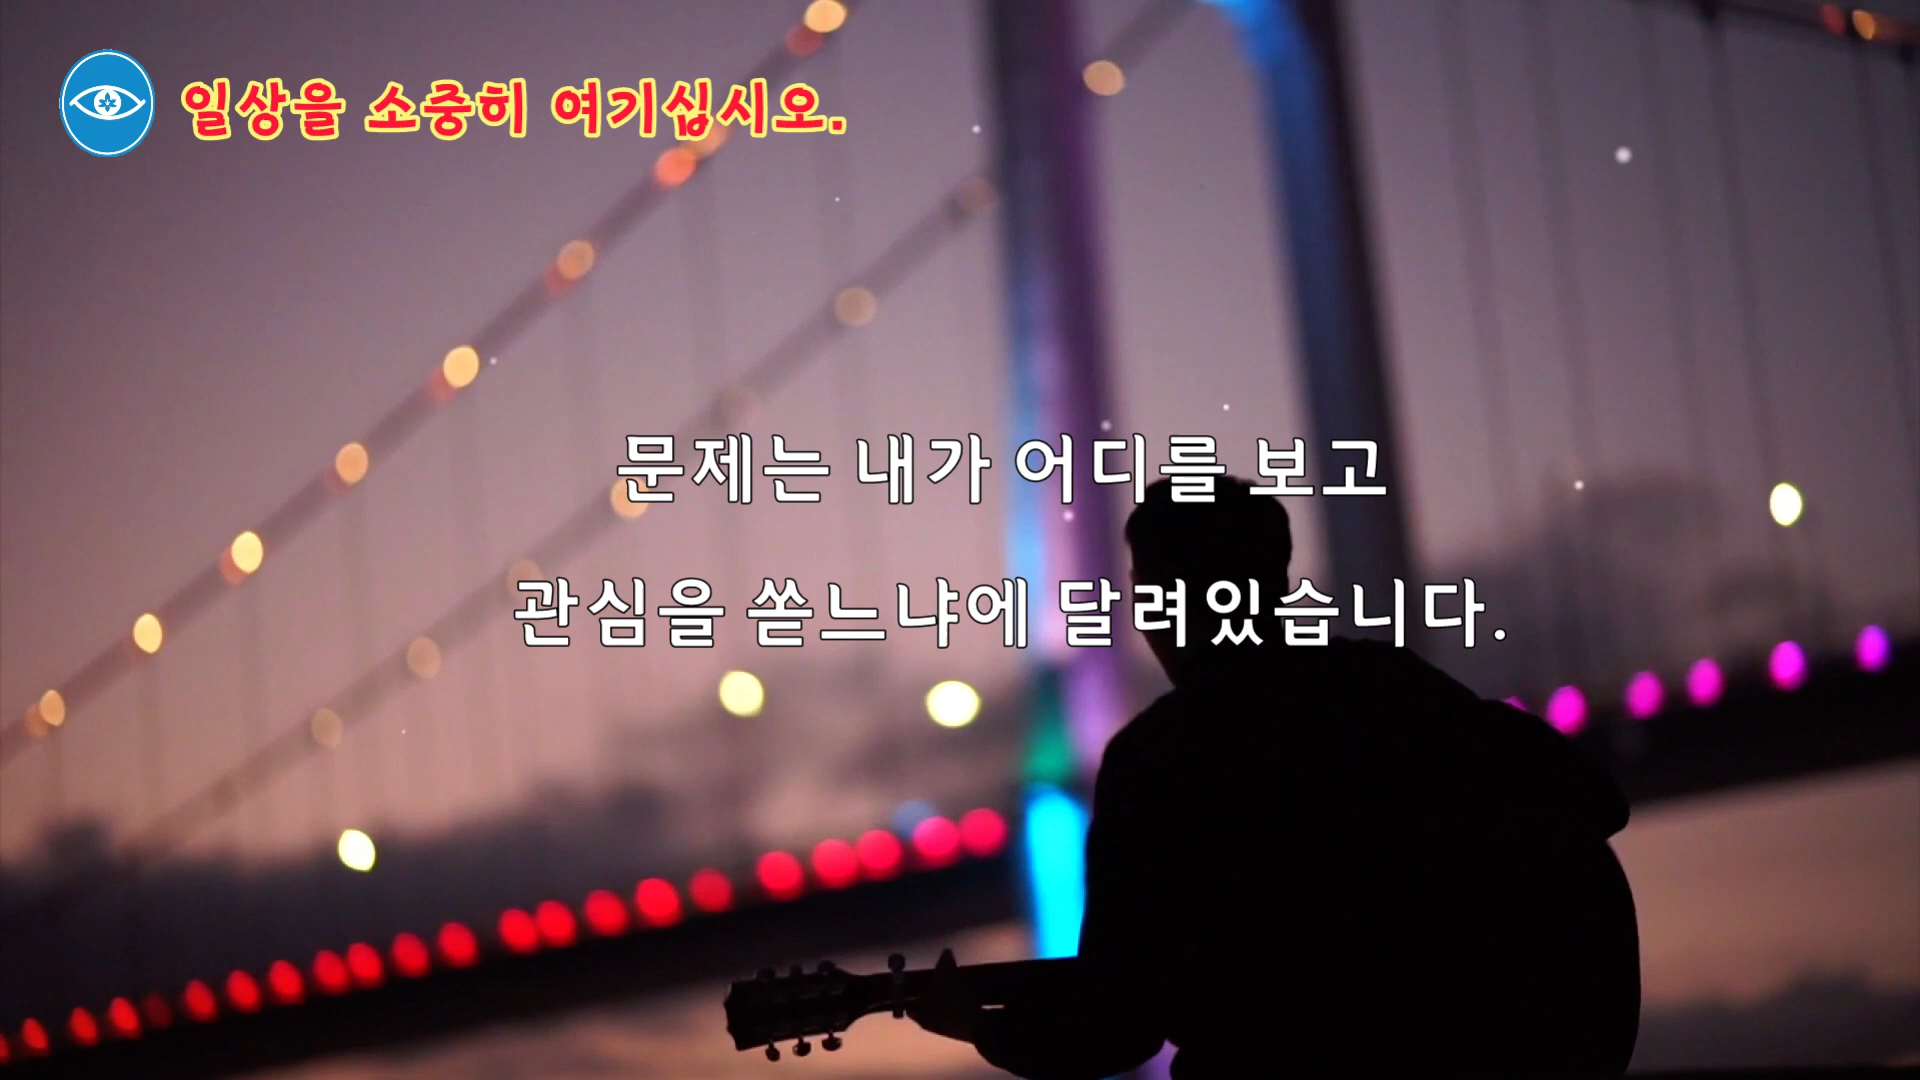 일상을 소중히 여기십시오.
문제는 내가 어디를 보고
관심을 쏟느냐에 달려있습니다.